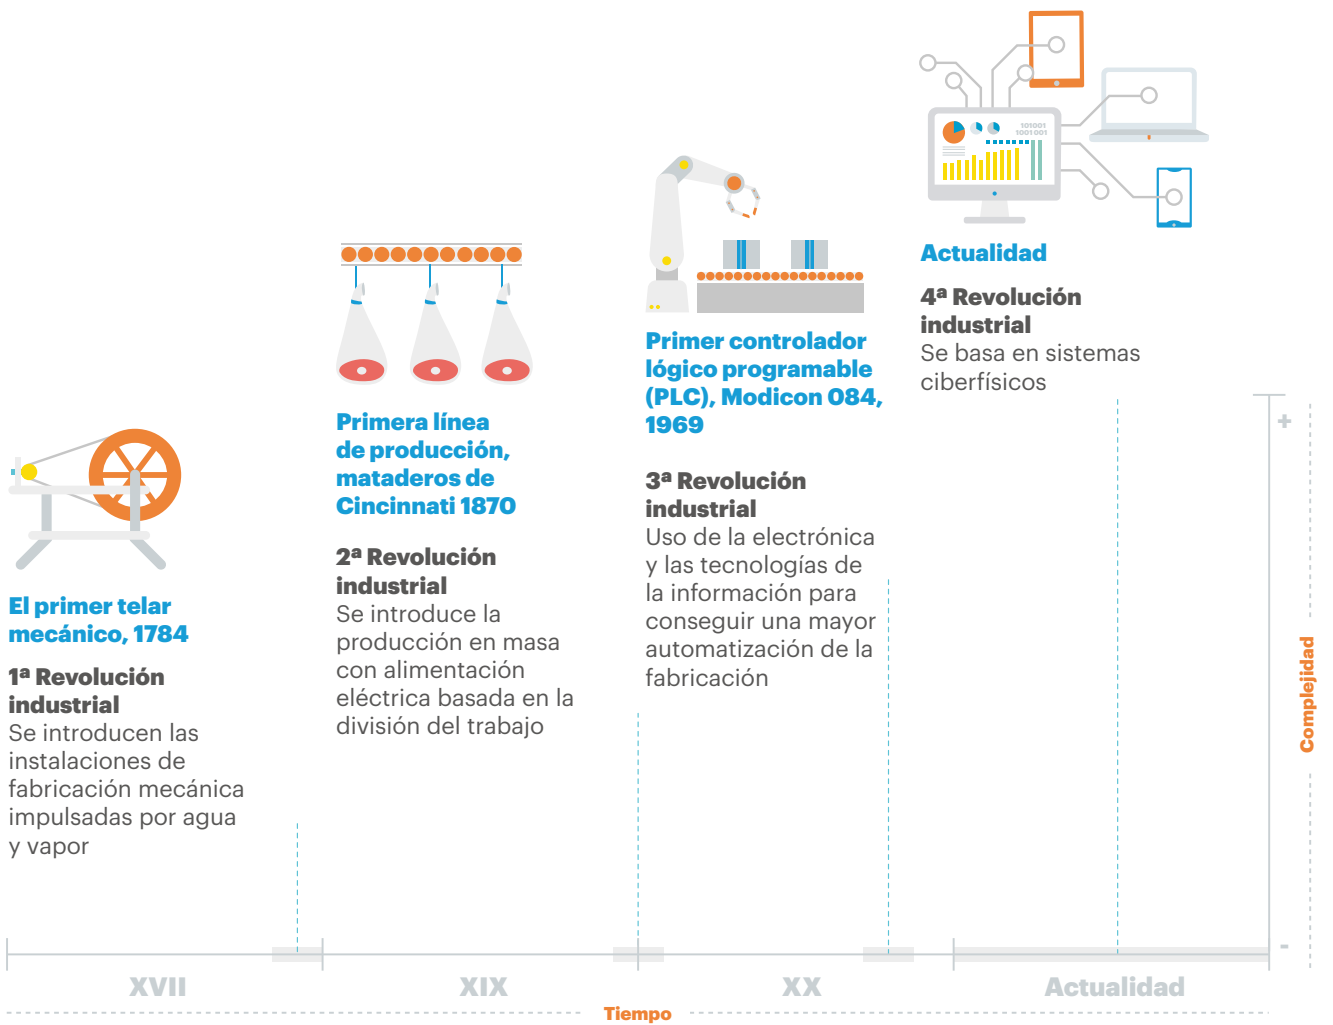 El primer telar
mecánico, 1784
1ª Revolución
industrial
Se introducen las
instalaciones de
fabricación mecánica
impulsadas por agua
y vapor
Primera línea
de producción,
mataderos de
Cincinnati 1870
2ª Revolución
industrial
Se introduce la
producción en masa
con alimentación
eléctrica basada en la
división del trabajo
Primer controlador
lógico programable
(PLC), Modicon 084,
1969
3ª Revolución
industrial
Uso de la electrónica
y las tecnologías de
la información para
conseguir una mayor
automatización de la
fabricación
101001
1001001
Actualidad
4ª Revolución
industrial
Se basa en sistemas
ciberfísicos
+
Complejidad
-
XVII
XIX
XX
Actualidad
Tiempo